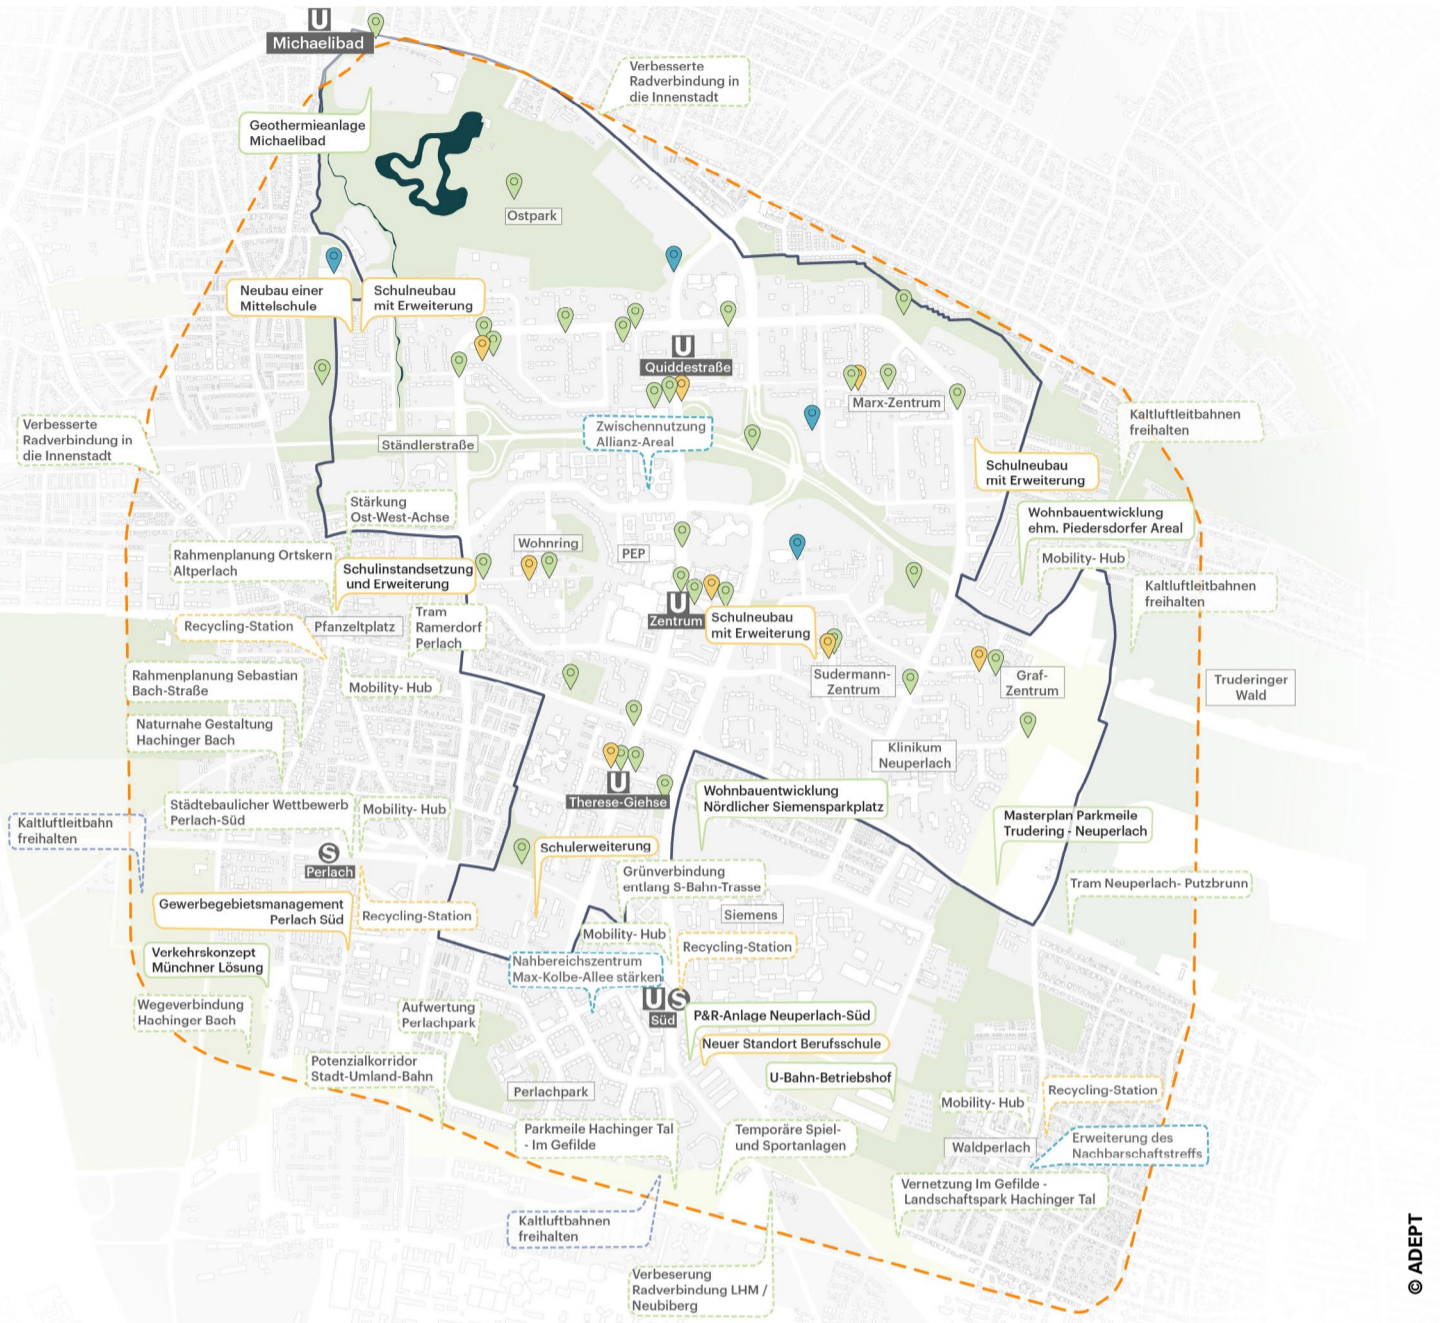 U
Michaelibad
Verbesserte
Radverbindung in
die Innenstadt
Geothermieanlage
Michaelibad
Ostpark
Neubau einer
Mittelschule
Schulneubau
mit Erweiterung
U
Quiddestraße
Marx-Zentrum
Verbesserte
Radverbindung in
die Innenstadt
Ständlerstraße
Zwischennutzung
Allianz-Areal
Kaltluftleitbahnen
freihalten
Schulneubau
mit Erweiterung
Stärkung
Ost-West-Achse
Wohnbauentwicklung
ehm. Piedersdorfer Areal
Mobility- Hub
Rahmenplanung Ortskern
Altperlach
Schulinstandsetzung
und Erweiterung
Wohnring
PEP
Kaltluftleitbahnen
freihalten
Recycling-Station
Pfanzeltplatz
Tram
Ramerdorf
Perlach
U
Zentrum
Schulneubau
mit Erweiterung
Rahmenplanung Sebastian
Bach-Straße
Mobility- Hub
Sudermann-
Zentrum
Graf-
Zentrum
Truderinger
Wald
Naturnahe Gestaltung
Hachinger Bach
Klinikum
Neuperlach
U
Therese-Giehse
Wohnbauentwicklung
Nördlicher Siemensparkplatz
Städtebaulicher Wettbewerb
Perlach-Süd
Mobility- Hub
Kaltluftleitbahn
freihalten
Masterplan Parkmeile
Trudering - Neuperlach
S
Perlach
Schulerweiterung
Grünverbindung
entlang S-Bahn-Trasse
Tram Neuperlach- Putzbrunn
Gewerbegebietsmanagement
Perlach Süd
Recycling-Station
Siemens
Mobility- Hub
Recycling-Station
Verkehrskonzept
Münchner Lösung
Nahbereichszentrum
Max-Kolbe-Allee stärken
U S
Süd
Wegeverbindung
Hachinger Bach
Aufwertung
Perlachpark
P&R-Anlage Neuperlach-Süd
Neuer Standort Berufsschule
Potenzialkorridor
Stadt-Umland-Bahn
U-Bahn-Betriebshof
Perlachpark
Mobility- Hub
Recycling-Station
Parkmeile Hachinger Tal
- Im Gefilde
Temporäre Spiel-
und Sportanlagen
Waldperlach
Erweiterung des
Nachbarschaftstreffs
Vernetzung Im Gefilde -
Landschaftspark Hachinger Tal
Kaltluftbahnen
freihalten
Verbeserung
Radverbindung LHM /
Neubiberg
© ADEPT